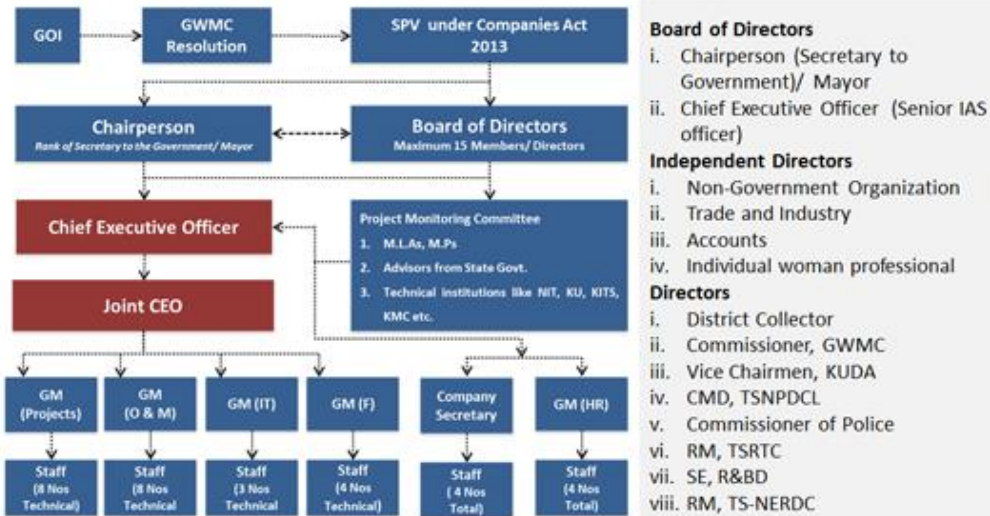 GOI
GWMC
Resolution
SPV under Companies Act
2013
Chairperson
Rank of Secretary to the Government/ Mayor
Board of Directors
Maximum 15 Members/ Directors
Chief Executive Officer
Project Monitoring Committee
1. M.L.As, M.Ps
2. Advisors from State Govt.
3. Technical institutions like NIT, KU, KITS,
KMC etc.
Joint CEO
GM
(Projects)
GM
(O & M)
GM (IT)
GM (F)
Company
Secretary
GM (HR)
Staff
(8 Nos
Technical)
Staff
(8 Nos
Technical
Staff
(3 Nos
Technical
Staff
(4 Nos
Technical)
Staff
( 4 Nos
Total)
Staff
(4 Nos
Total)
Board of Directors
i. Chairperson (Secretary to
Government)/ Mayor
ii. Chief Executive Officer (Senior IAS
officer)
Independent Directors
i. Non-Government Organization
ii. Trade and Industry
iii. Accounts
iv. Individual woman professional
Directors
i. District Collector
ii. Commissioner, GWMC
iii. Vice Chairmen, KUDA
iv. CMD, TSNPDCL
v. Commissioner of Police
vi. RM, TSRTC
vii. SE, R&BD
viii. RM, TS-NERDC